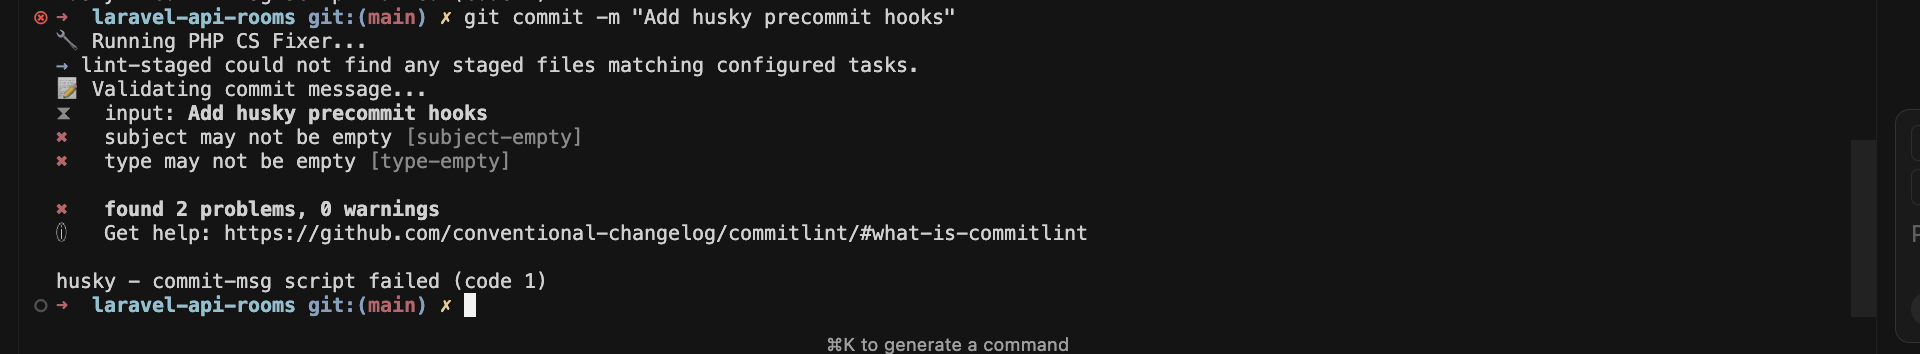 ➜ laravel-api-rooms git:(main) ✗ git commit -m "Add husky precommit hooks"
🔧 Running PHP CS Fixer...
→ lint-staged could not find any staged files matching configured tasks.
📝 Validating commit message...
⧗ input: Add husky precommit hooks
✖ subject may not be empty [subject-empty]
✖ type may not be empty [type-empty]
✖ found 2 problems, 0 warnings
ⓘ Get help: https://github.com/conventional-changelog/commitlint/#what-is-commitlint
husky - commit-msg script failed (code 1)
➜ laravel-api-rooms git:(main) ✗
⌘K to generate a command